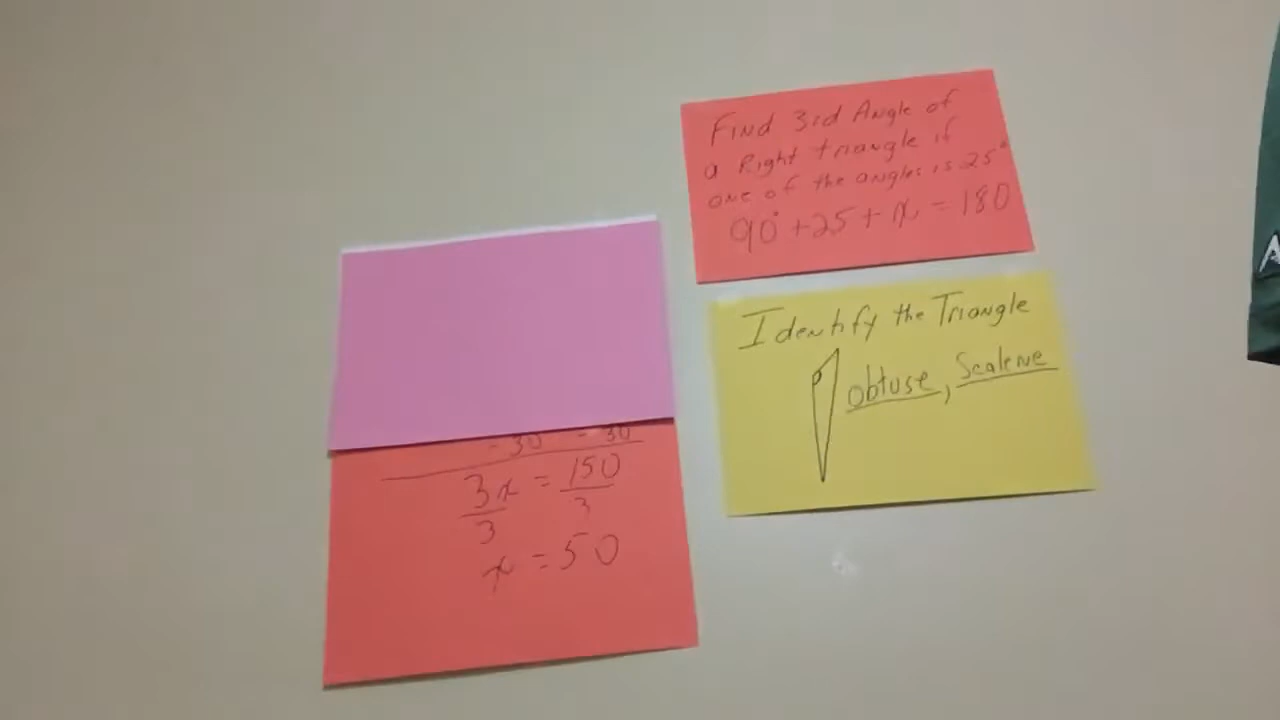 Find 3rd Angle of
a Right triangle if
one of the angles is 25°
90° + 25 + x = 180
Identify the Triangle
obtuse, Scalene
- 30 - 30
3x = 150
3 3
x = 50
A